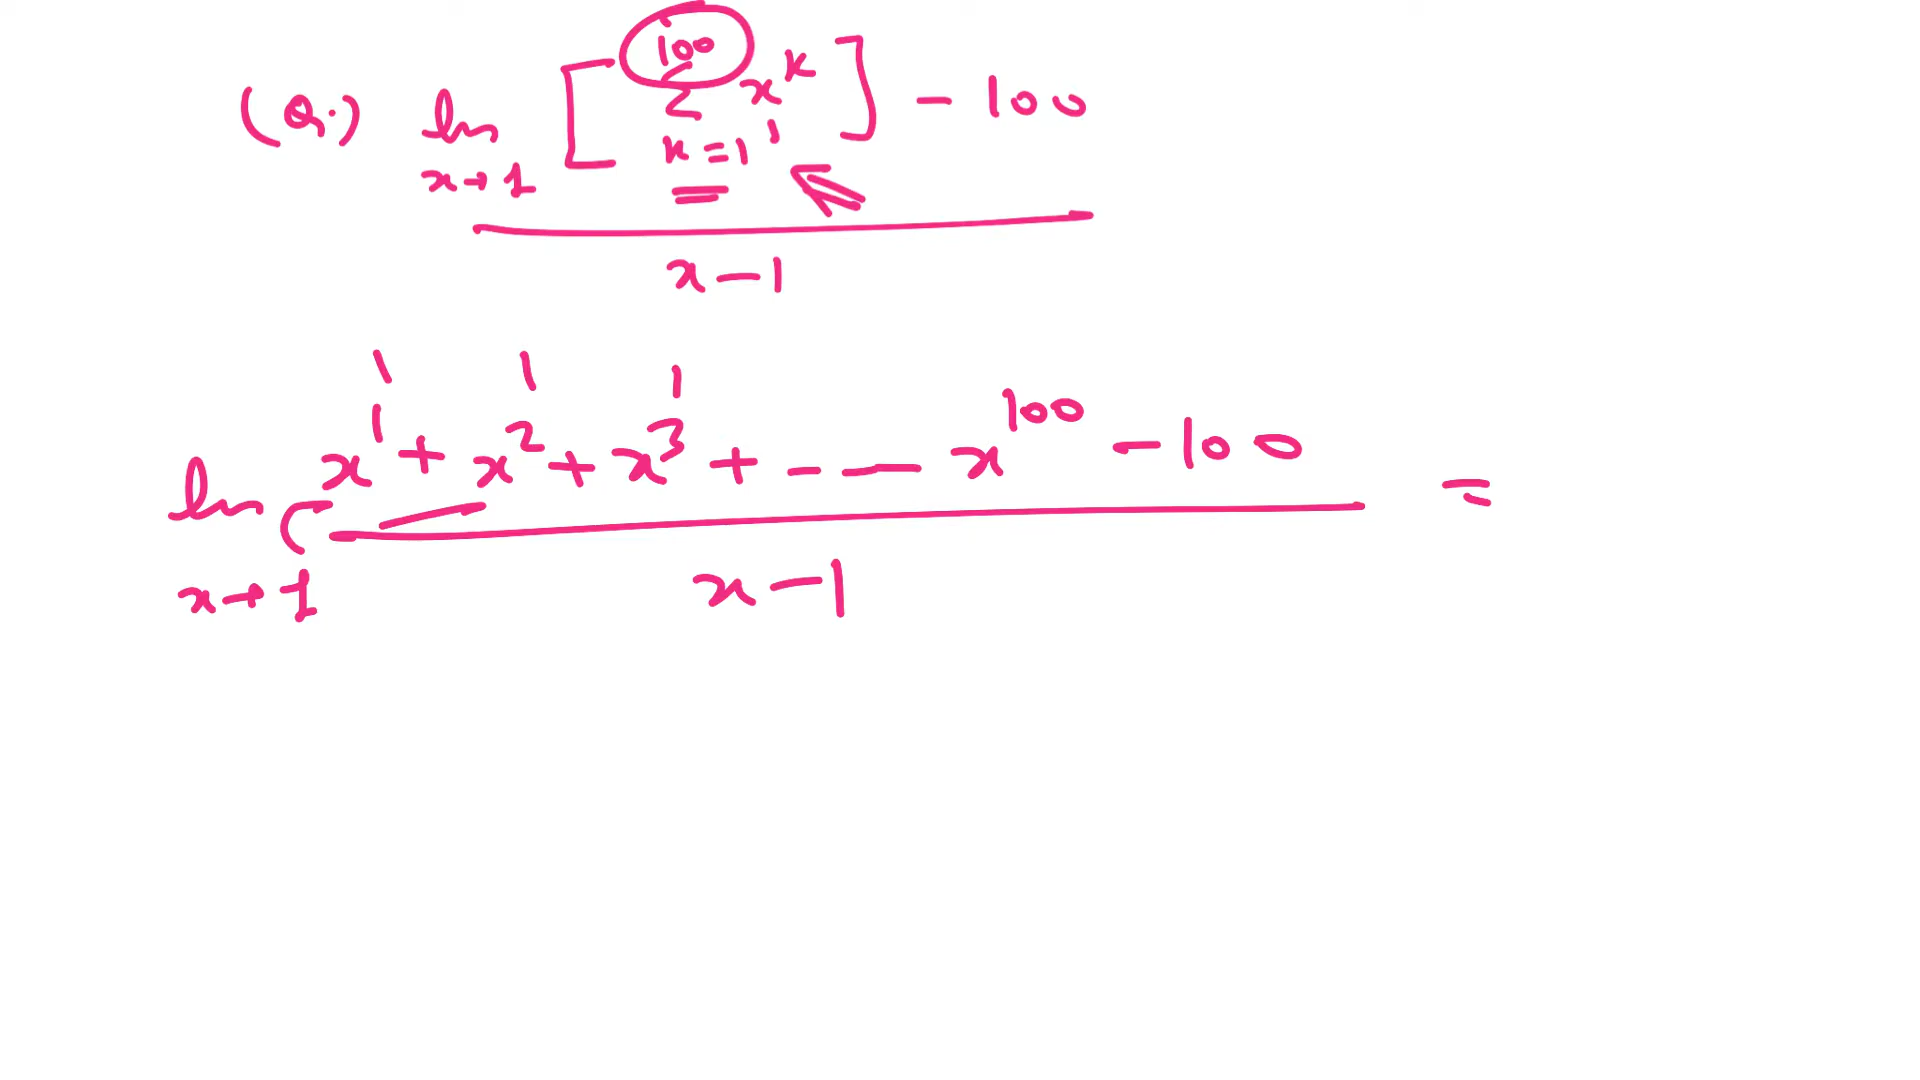 (Q.) lim x→1 [ 100 Σ k=1 x^k ] - 100
x - 1
1 1 1
lim x→1 x^1 + x^2 + x^3 + - - - x^100 - 100 =
x - 1